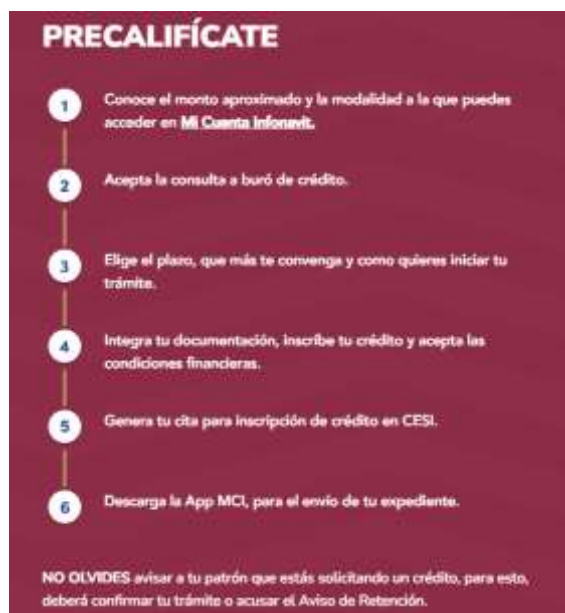 PRECALIFÍCATE
1
Conoce el monto aproximado y la modalidad a la que puedes
acceder en Mi Cuenta Infonavit.
2
Acepta la consulta a buró de crédito.
3
Elige el plazo, que más te convenga y como quieres iniciar tu
trámite.
4
Integra tu documentación, inscribe tu crédito y acepta las
condiciones financieras.
5
Genera tu cita para inscripción de crédito en CESI.
6
Descarga la App MCI, para el envío de tu expediente.
NO OLVIDES avisar a tu patrón que estás solicitando un crédito, para esto,
deberá confirmar tu trámite o acusar el Aviso de Retención.